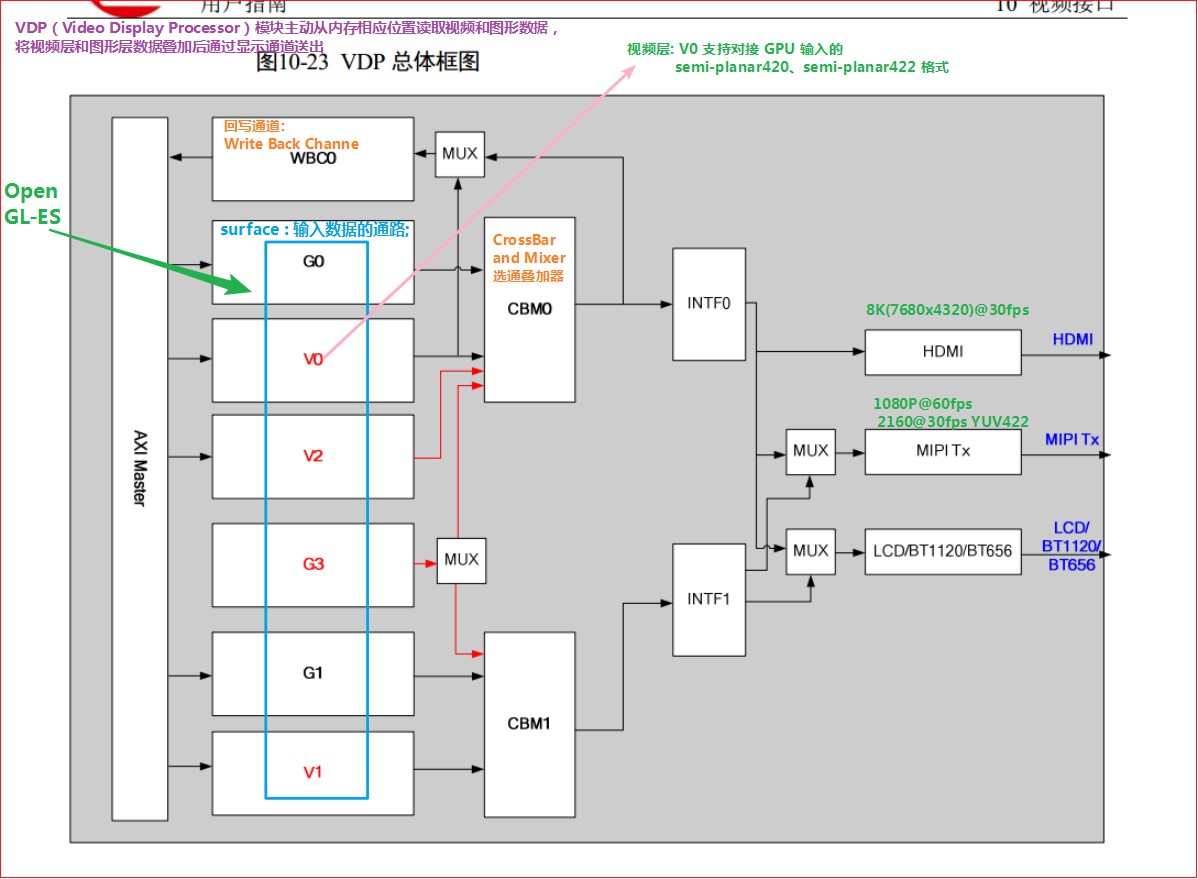 用户指南
10 视频接口
VDP（Video Display Processor）模块主动从内存相应位置读取视频和图形数据，
将视频层和图形层数据叠加后通过显示通道送出
图10-23 VDP 总体框图
视频层: V0 支持对接 GPU 输入的
semi-planar420、semi-planar422 格式
回写通道:
Write Back Channe
WBC0
MUX
Open
GL-ES
surface : 输入数据的通路;
G0
CrossBar
and Mixer
选通叠加器
CBM0
INTF0
8K(7680x4320)@30fps
HDMI
HDMI
V0
1080P@60fps
2160@30fps YUV422
MUX
MIPI Tx
MIPI Tx
AXI Master
V2
MUX
LCD/BT1120/BT656
LCD/
BT1120/
BT656
G3
MUX
INTF1
G1
CBM1
V1